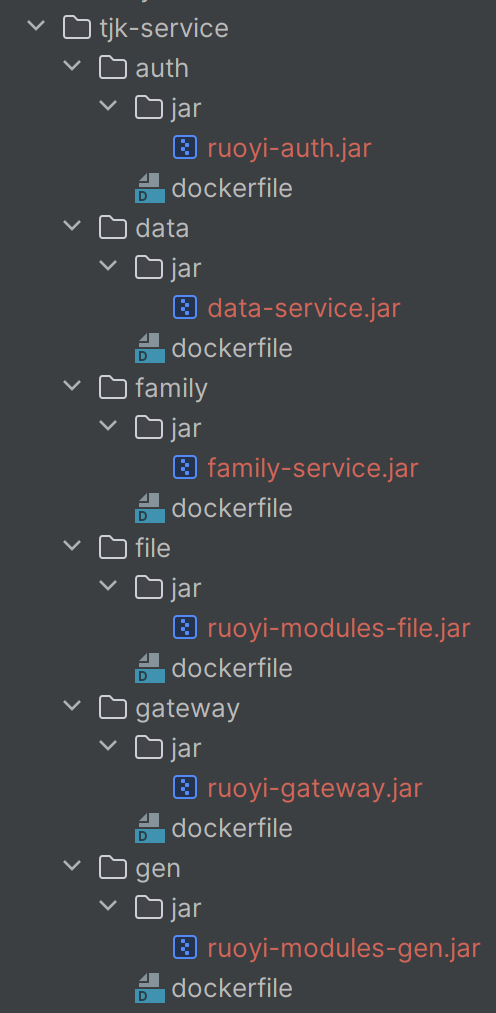 tjk-service
auth
jar
ruoyi-auth.jar
D dockerfile
data
jar
data-service.jar
D dockerfile
family
jar
family-service.jar
D dockerfile
file
jar
ruoyi-modules-file.jar
D dockerfile
gateway
jar
ruoyi-gateway.jar
D dockerfile
gen
jar
ruoyi-modules-gen.jar
D dockerfile